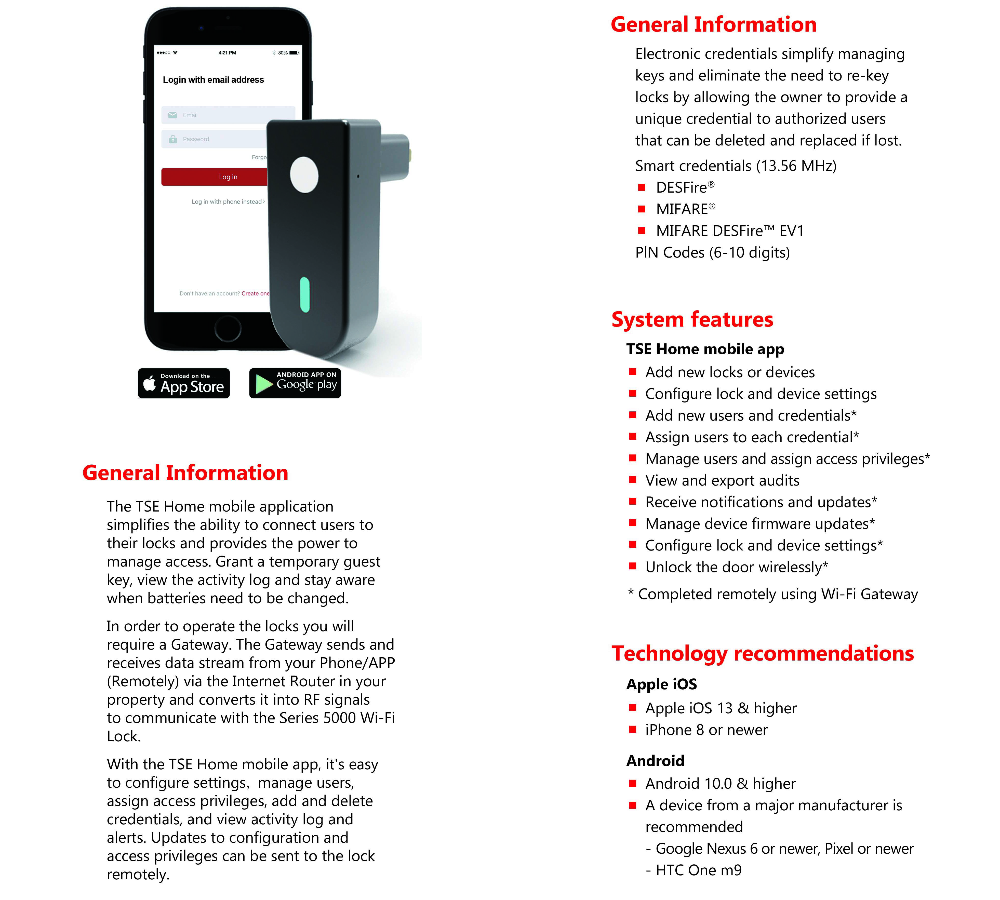 4:21 PM
80%
Login with email address
Email
Password
Forgo
Log in
Log in with phone instead>
Don't have an account? Create one
Download on the
App Store
ANDROID APP ON
Google play
General Information
The TSE Home mobile application
simplifies the ability to connect users to
their locks and provides the power to
manage access. Grant a temporary guest
key, view the activity log and stay aware
when batteries need to be changed.
In order to operate the locks you will
require a Gateway. The Gateway sends and
receives data stream from your Phone/APP
(Remotely) via the Internet Router in your
property and converts it into RF signals
to communicate with the Series 5000 Wi-Fi
Lock.
With the TSE Home mobile app, it's easy
to configure settings, manage users,
assign access privileges, add and delete
credentials, and view activity log and
alerts. Updates to configuration and
access privileges can be sent to the lock
remotely.
General Information
Electronic credentials simplify managing
keys and eliminate the need to re-key
locks by allowing the owner to provide a
unique credential to authorized users
that can be deleted and replaced if lost.
Smart credentials (13.56 MHz)
■ DESFire®
■ MIFARE®
■ MIFARE DESFire™ EV1
PlN Codes (6-10 digits)
System features
TSE Home mobile app
■ Add new locks or devices
■ Configure lock and device settings
■ Add new users and credentials*
■ Assign users to each credential*
■ Manage users and assign access privileges*
■ View and export audits
■ Receive notifications and updates*
■ Manage device firmware updates*
■ Configure lock and device settings*
■ Unlock the door wirelessly*
* Completed remotely using Wi-Fi Gateway
Technology recommendations
Apple iOS
■ Apple iOS 13 & higher
■ iPhone 8 or newer
Android
■ Android 10.0 & higher
■ A device from a major manufacturer is
recommended
- Google Nexus 6 or newer, Pixel or newer
- HTC One m9